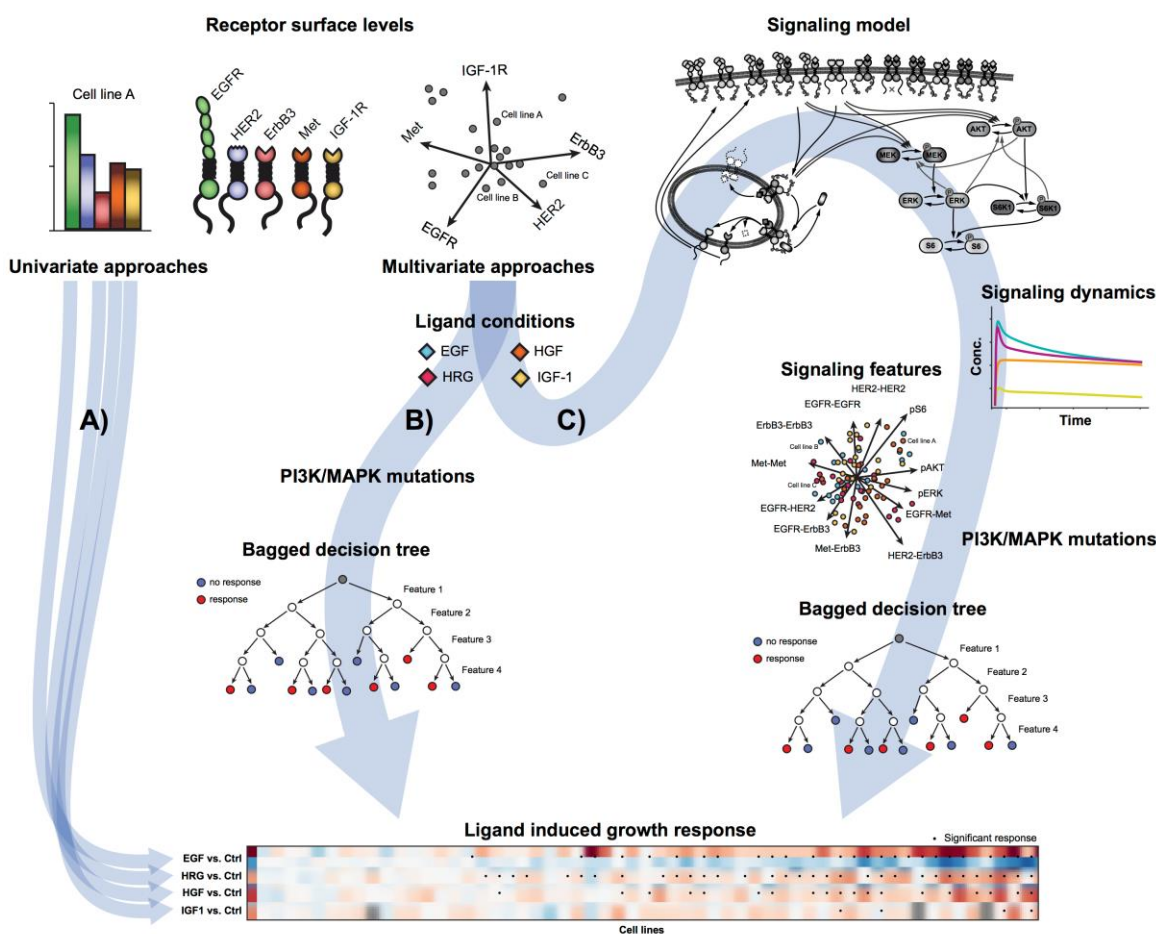 Receptor surface levels
Signaling model
Cell line A
EGFR
HER2
ErbB3
Met
IGF-1R
IGF-1R
Met
Cell line A
ErbB3
Cell line C
Cell line B
HER2
EGFR
AKT
P
AKT
MEK
P
MEK
ERK
P
ERK
S6K1
P
S6K1
S6
P
S6
Univariate approaches
Multivariate approaches
Ligand conditions
EGF
HGF
HRG
IGF-1
Signaling dynamics
Conc.
Time
A)
B)
C)
Signaling features
HER2-HER2
EGFR-EGFR
pS6
ErbB3-ErbB3
Cell line B
Cell line A
Met-Met
pAKT
Cell line C
pERK
EGFR-HER2
EGFR-Met
EGFR-ErbB3
Met-ErbB3
HER2-ErbB3
PI3K/MAPK mutations
PI3K/MAPK mutations
Bagged decision tree
no response
response
Feature 1
Feature 2
Feature 3
Feature 4
Bagged decision tree
no response
response
Feature 1
Feature 2
Feature 3
Feature 4
Ligand induced growth response
• Significant response
EGF vs. Ctrl
HRG vs. Ctrl
HGF vs. Ctrl
IGF1 vs. Ctrl
Cell lines